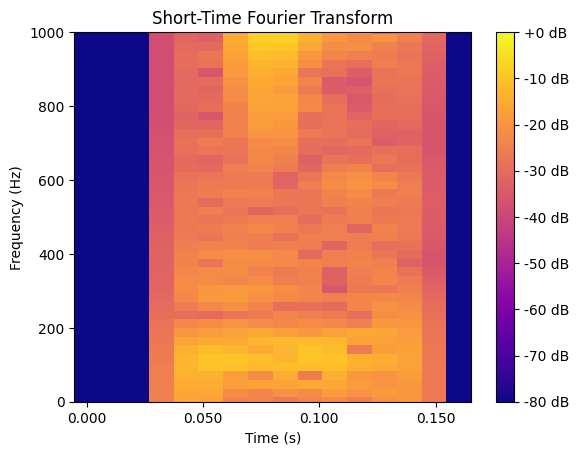 Short-Time Fourier Transform
1000
800
600
400
200
0
Frequency (Hz)
0.000
0.050
0.100
0.150
Time (s)
+0 dB
-10 dB
-20 dB
-30 dB
-40 dB
-50 dB
-60 dB
-70 dB
-80 dB